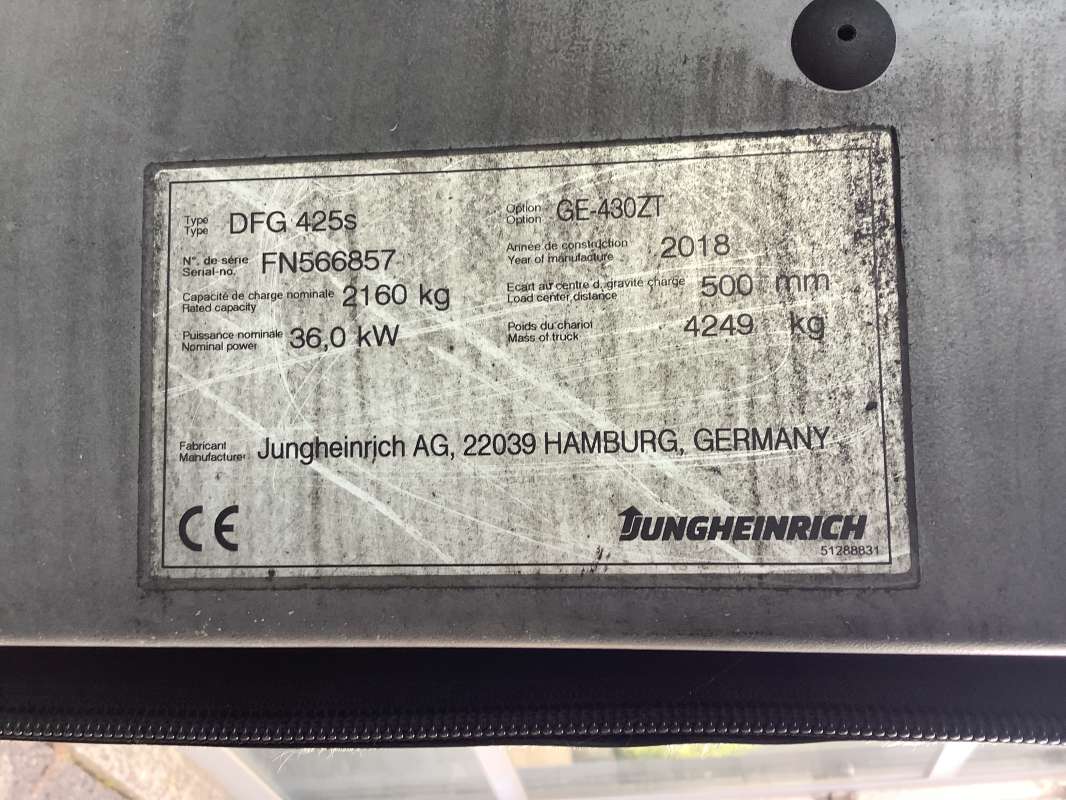 Type
Type DFG 425s
Option
Option GE-430ZT
N°. de série
Serial-no. FN566857
Année de construction
Year of manufacture 2018
Capacité de charge nominale
Rated capacity 2160 kg
Ecart au centre d. gravité charge
Load center distance 500 mm
Puissance nominale
Nominal power 36,0 kW
Poids du chariot
Mass of truck 4249 kg
Fabricant
Manufacturer Jungheinrich AG, 22039 HAMBURG, GERMANY
CE
JUNGHEINRICH
51288831